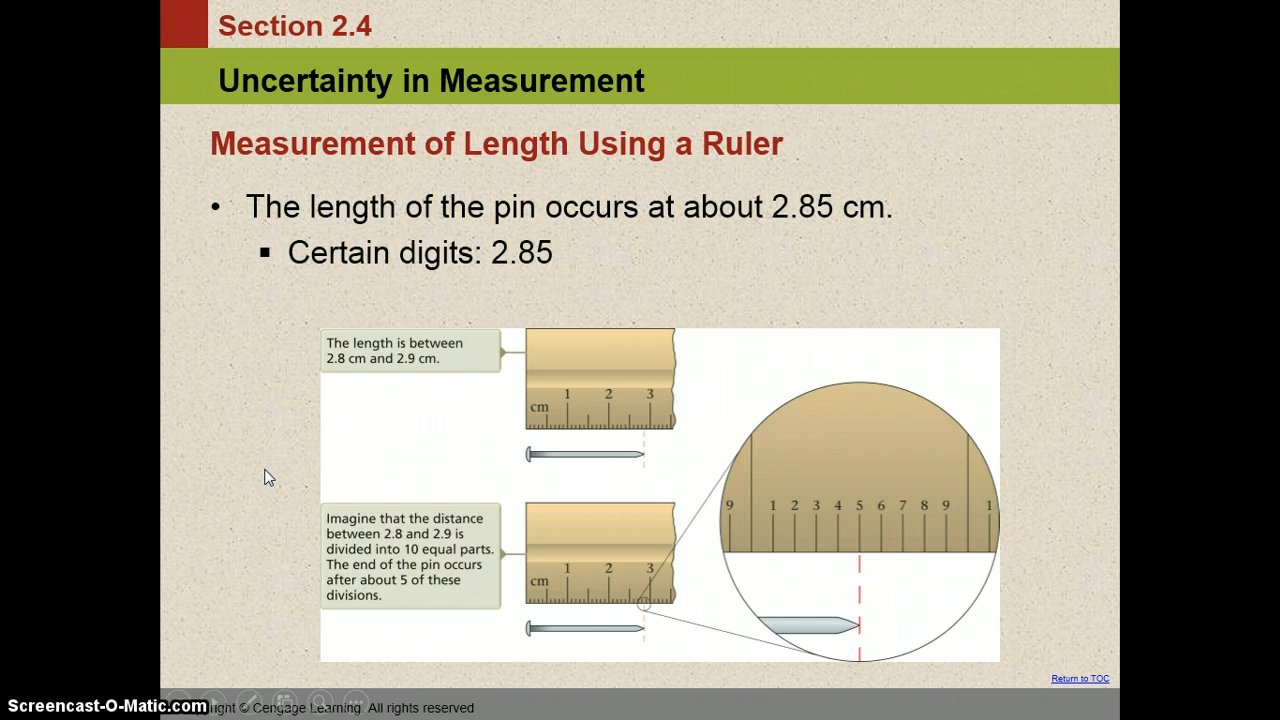 Section 2.4
Uncertainty in Measurement
Measurement of Length Using a Ruler
• The length of the pin occurs at about 2.85 cm.
▪ Certain digits: 2.85
The length is between
2.8 cm and 2.9 cm.
cm 1 2 3
Imagine that the distance
between 2.8 and 2.9 is
divided into 10 equal parts.
The end of the pin occurs
after about 5 of these
divisions.
cm 1 2 3
9 1 2 3 4 5 6 7 8 9 1
Return to TOC
Screencast-O-Matic.com
© Cengage Learning. All rights reserved